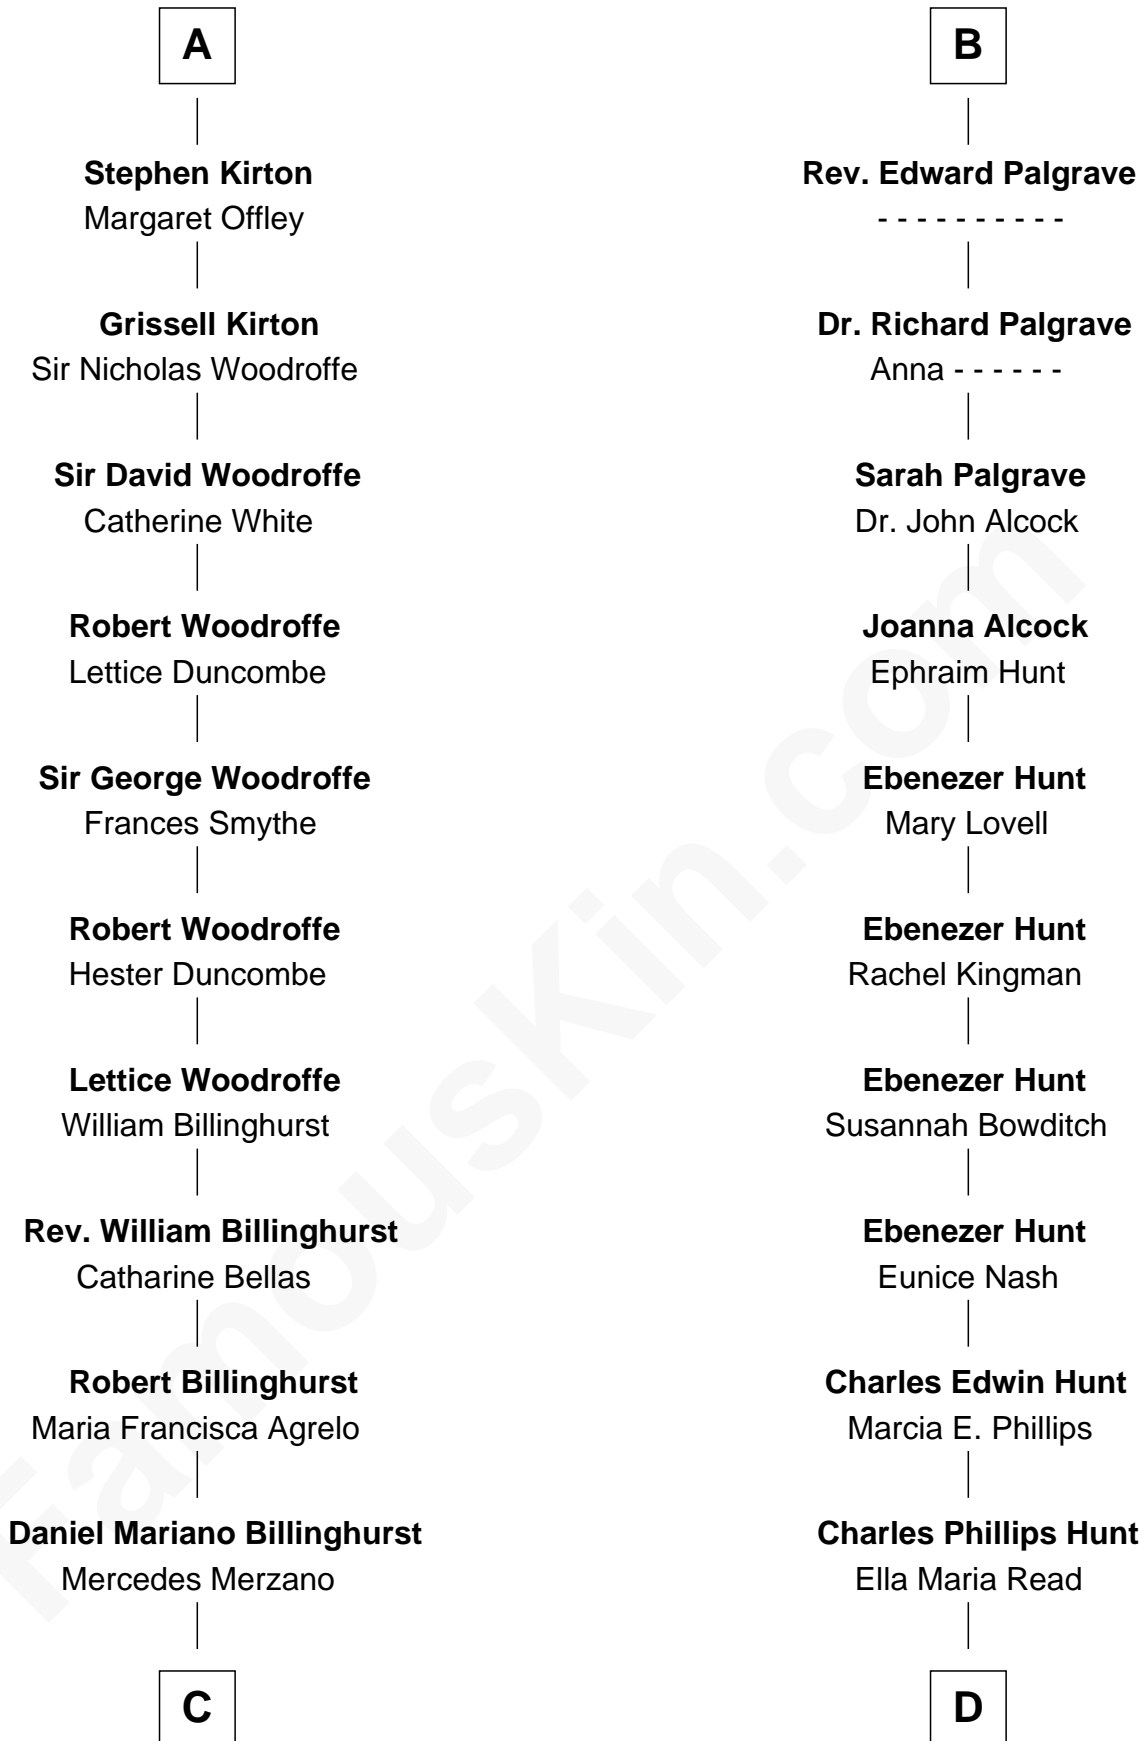 A
Stephen Kirton
Margaret Offley
Grissell Kirton
Sir Nicholas Woodroffe
Sir David Woodroffe
Catherine White
Robert Woodroffe
Lettice Duncombe
Sir George Woodroffe
Frances Smythe
Robert Woodroffe
Hester Duncombe
Lettice Woodroffe
William Billinghurst
Rev. William Billinghurst
Catharine Bellas
Robert Billinghurst
Maria Francisca Agrelo
Daniel Mariano Billinghurst
Mercedes Merzano
C
B
Rev. Edward Palgrave
- - - - - - - - - -
Dr. Richard Palgrave
Anna - - - - - -
Sarah Palgrave
Dr. John Alcock
Joanna Alcock
Ephraim Hunt
Ebenezer Hunt
Mary Lovell
Ebenezer Hunt
Rachel Kingman
Ebenezer Hunt
Susannah Bowditch
Ebenezer Hunt
Eunice Nash
Charles Edwin Hunt
Marcia E. Phillips
Charles Phillips Hunt
Ella Maria Read
D
FamousKin.com